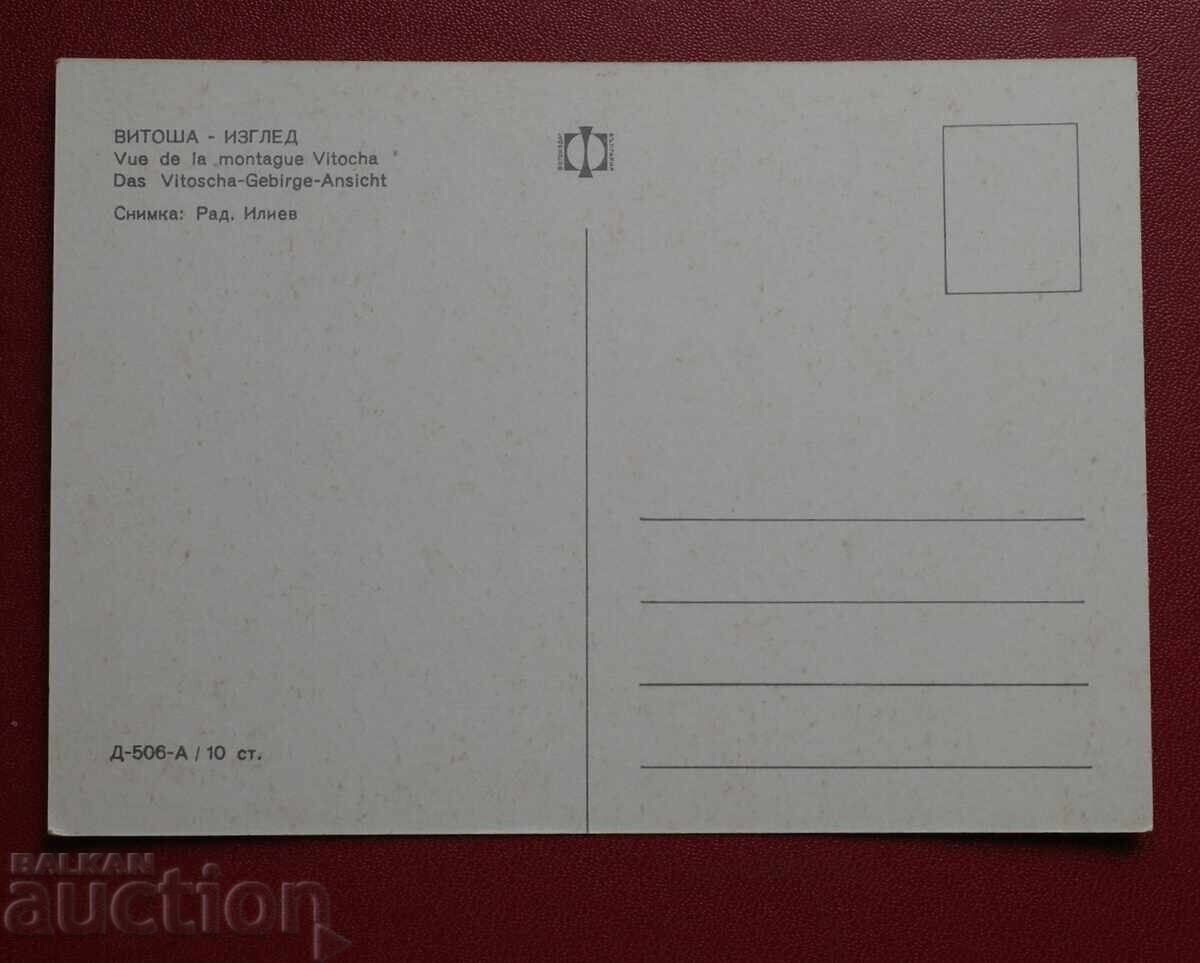 ВИТОША - ИЗГЛЕД
Vue de la „montague Vitocha "
Das Vitoscha-Gebirge-Ansicht
Снимка: Рад. Илиев
Д-506-А / 10 ст.
BALKAN
auction